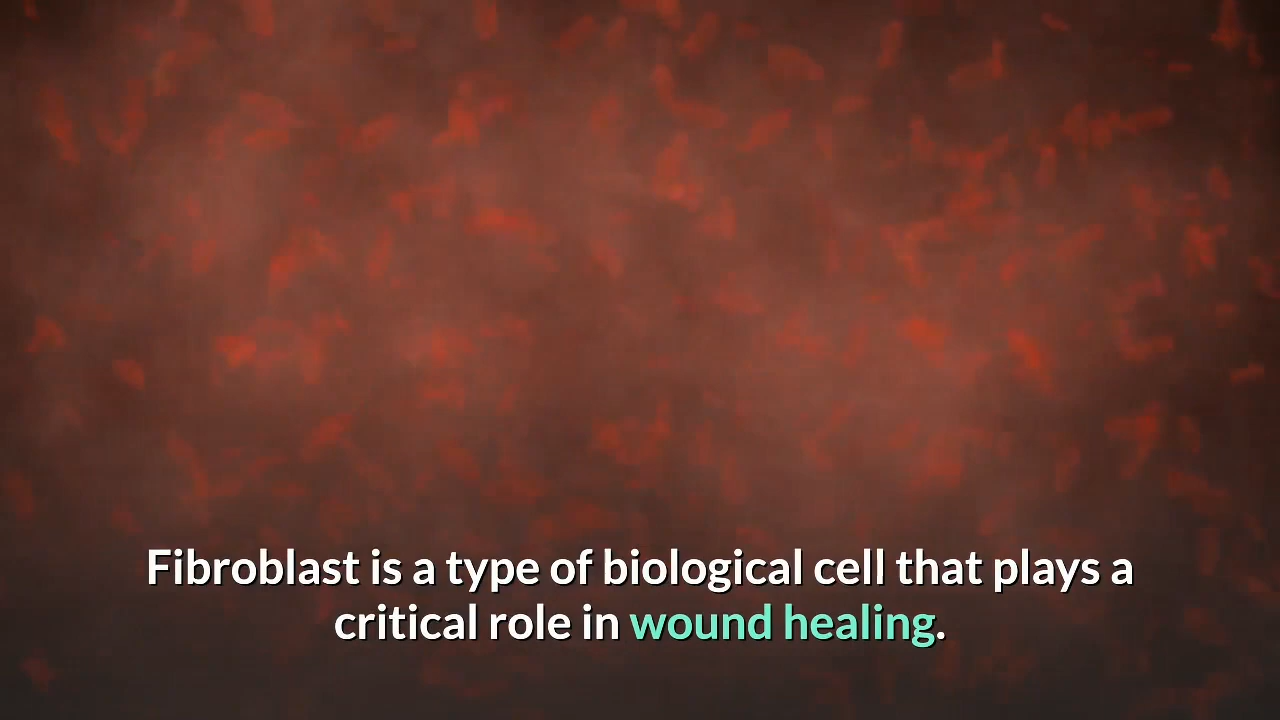 Fibroblast is a type of biological cell that plays a
critical role in wound healing.